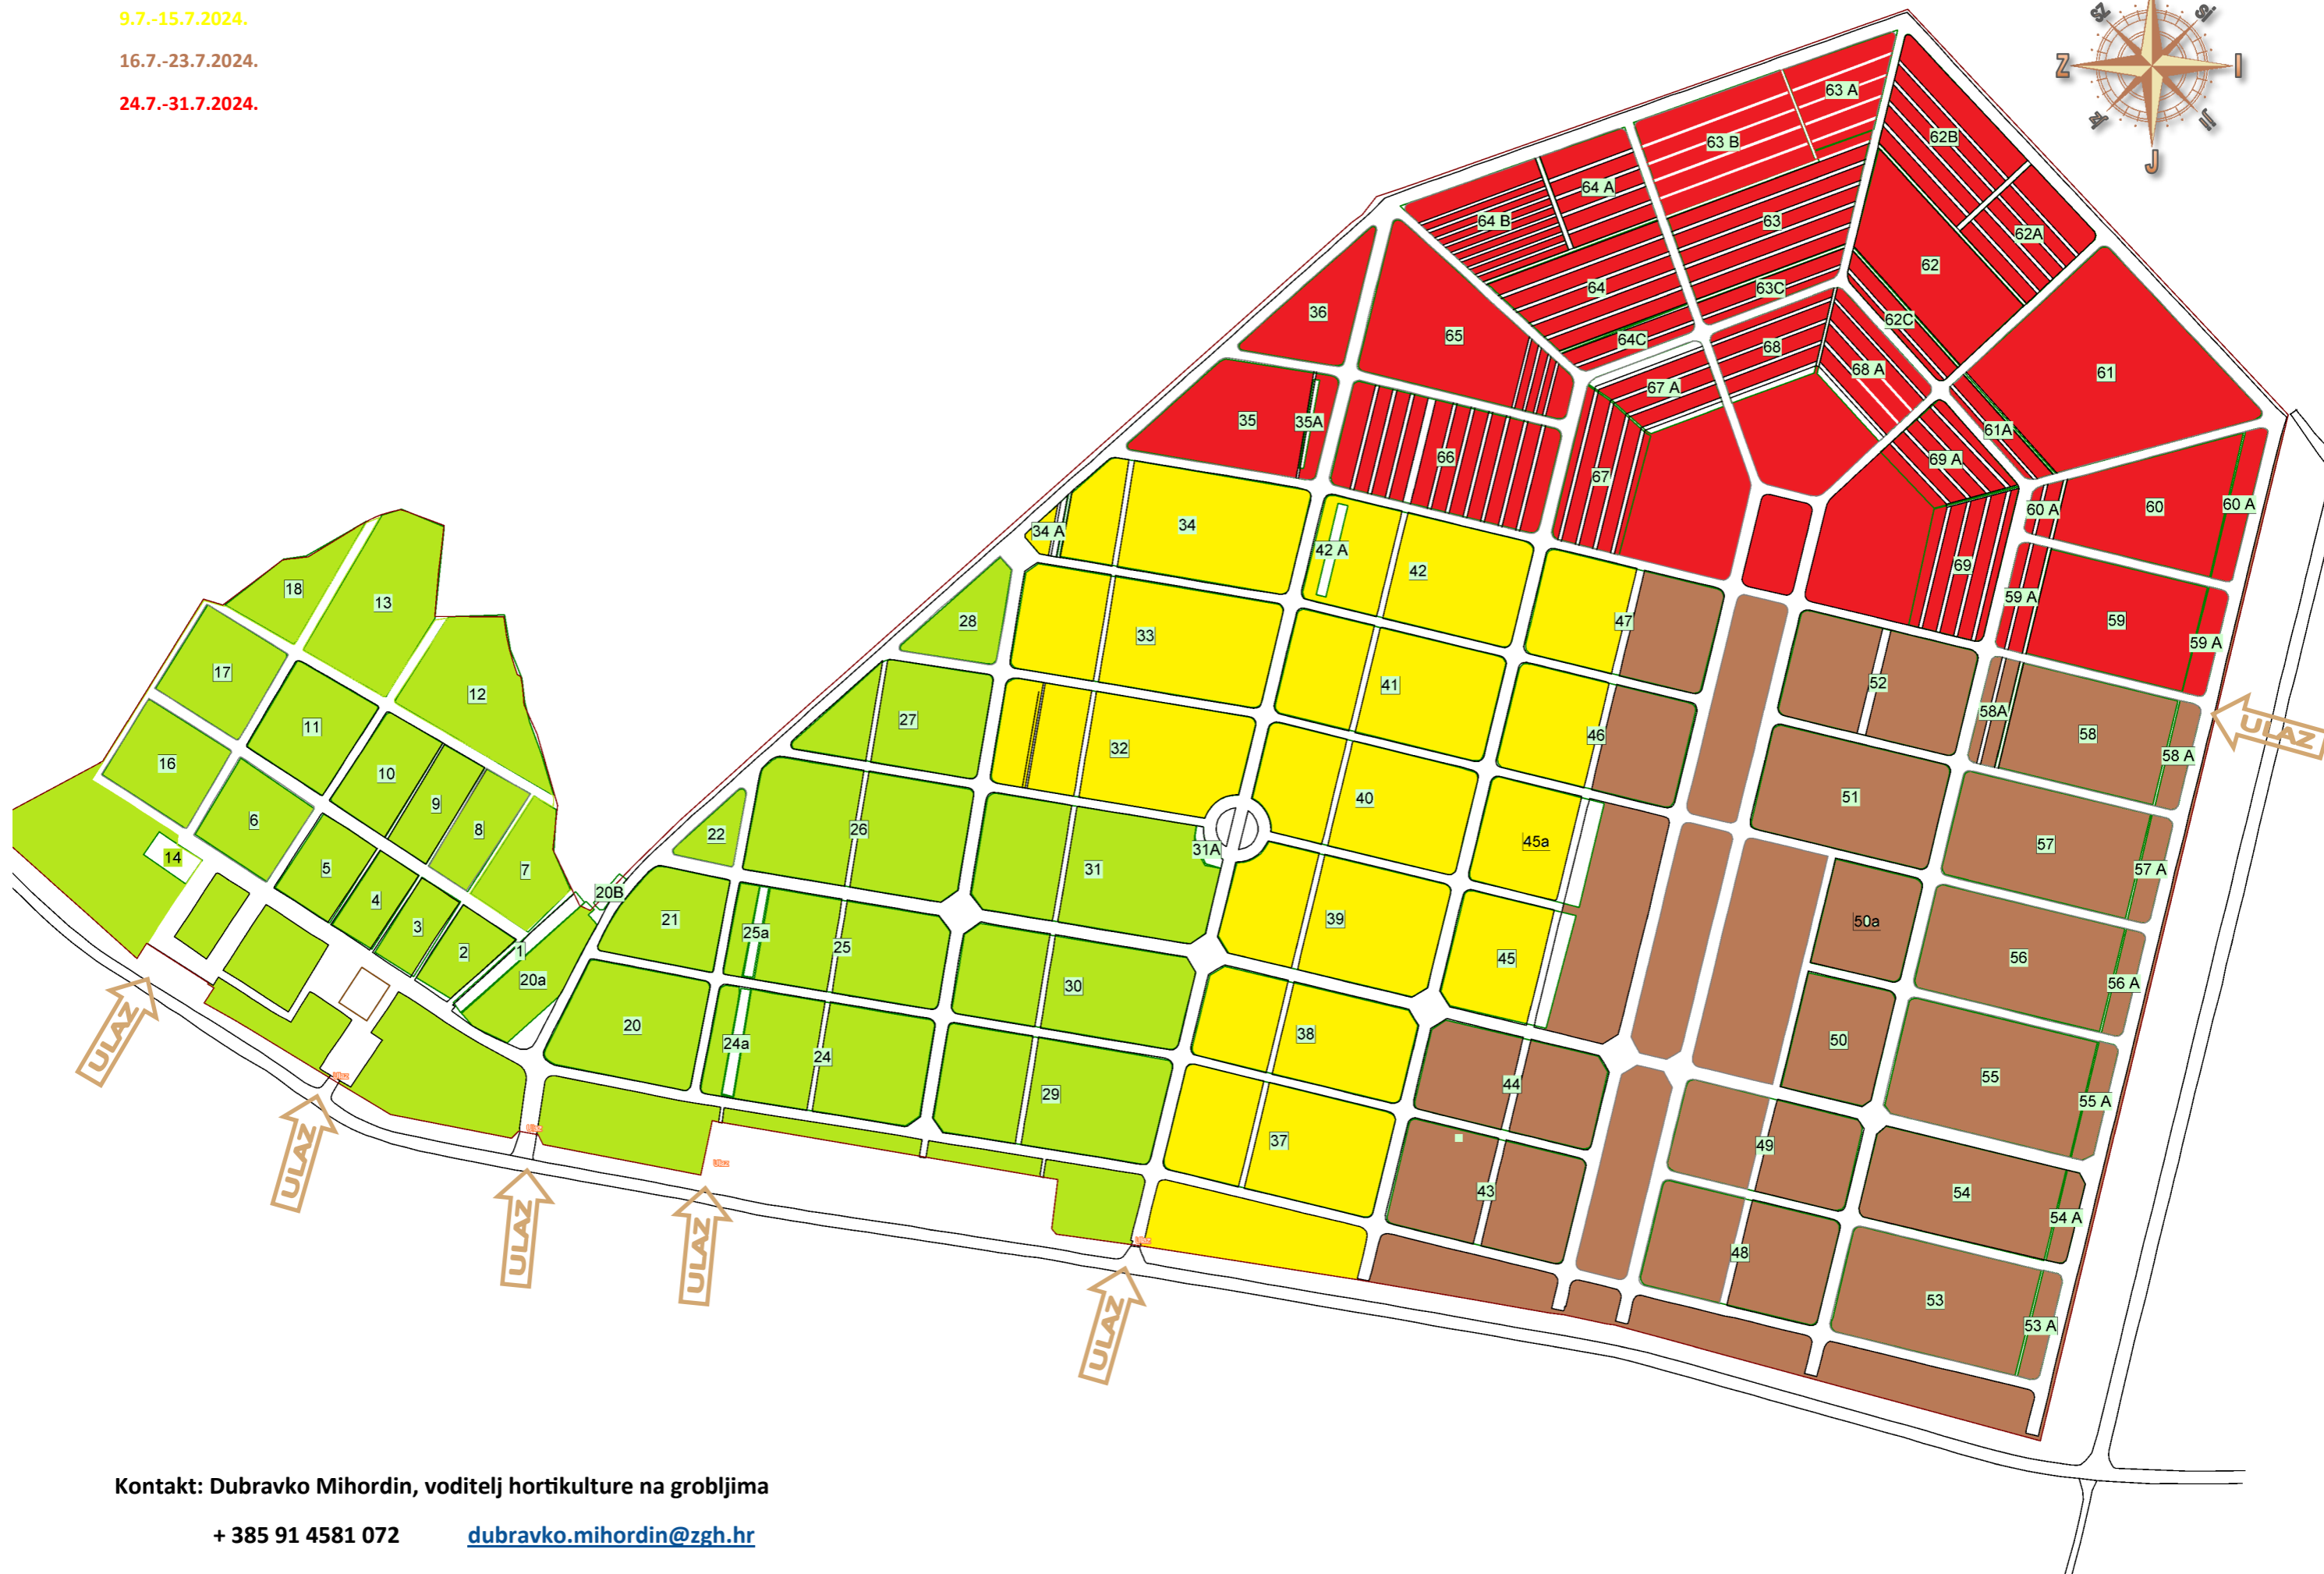 9.7.-15.7.2024.
16.7.-23.7.2024.
24.7.-31.7.2024.
SZ
SI
Z
I
JZ
JI
J
63 A
63 B
62B
64 A
64 B
63
62A
62
64
63C
36
62C
65
64C
68
68 A
61
67 A
35
35A
61A
66
69 A
67
60 A
60
60 A
34
34 A
42 A
42
69
18
13
59 A
59
28
33
47
59 A
17
41
52
12
58A
11
27
32
46
58
58 A
ULAZ
16
10
9
40
51
6
8
22
26
45a
57
14
5
7
31A
31
57 A
4
20B
21
39
50a
3
25a
25
2
1
45
56
20a
30
56 A
20
38
50
24a
24
ULAZ
Ulaz
44
55
29
55 A
Ulaz
37
49
ULAZ
Ulaz
43
54
54 A
ULAZ
ULAZ
Ulaz
48
53
53 A
ULAZ
Kontakt: Dubravko Mihordin, voditelj hortikulture na grobljima
+ 385 91 4581 072 dubravko.mihordin@zgh.hr